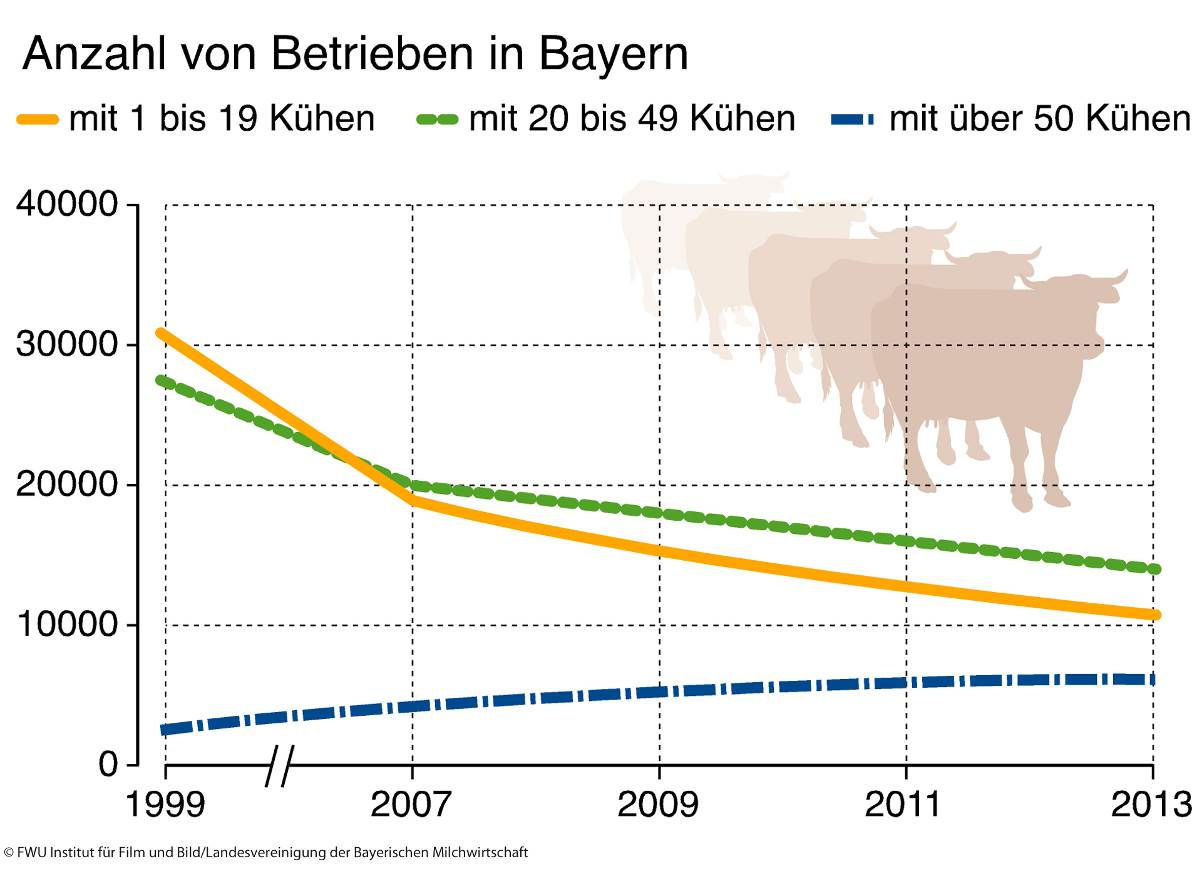 Anzahl von Betrieben in Bayern
mit 1 bis 19 Kühen mit 20 bis 49 Kühen mit über 50 Kühen
40000
30000
20000
10000
0
1999 2007 2009 2011 2013
© FWU Institut für Film und Bild/Landesvereinigung der Bayerischen Milchwirtschaft